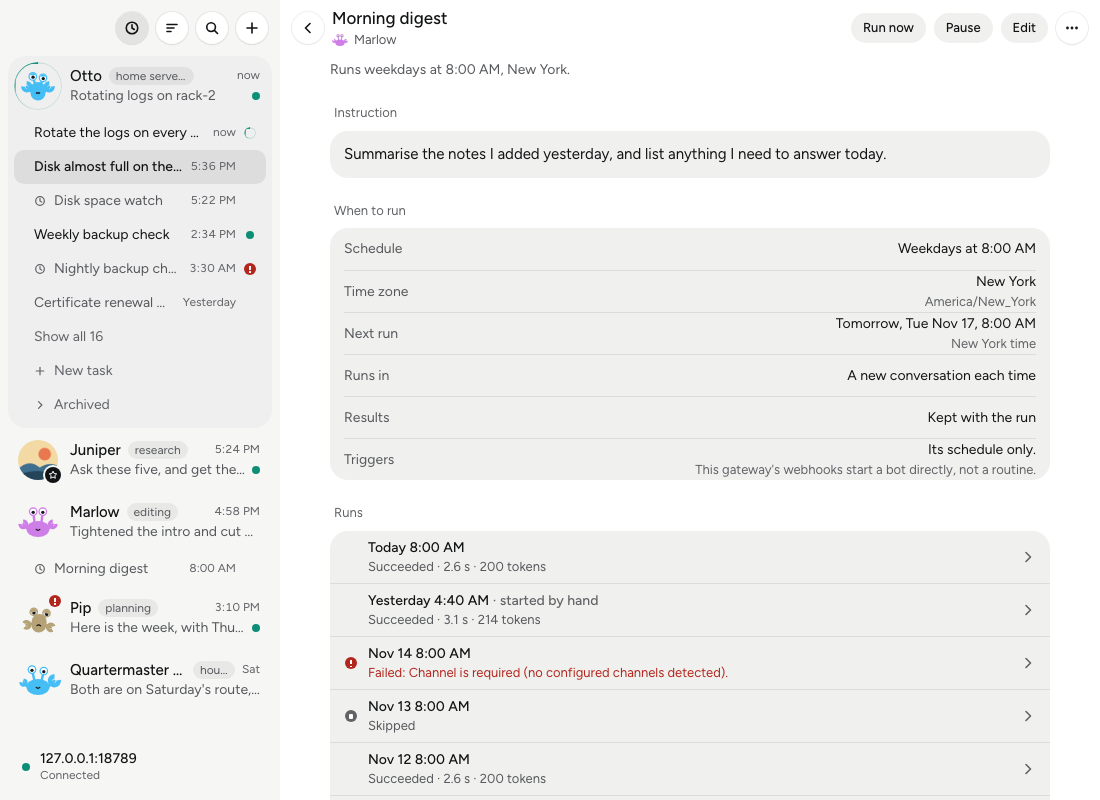 Otto home serve... now
Rotating logs on rack-2
Rotate the logs on every ... now
Disk almost full on the... 5:36 PM
Disk space watch 5:22 PM
Weekly backup check 2:34 PM
Nightly backup ch... 3:30 AM
Certificate renewal ... Yesterday
Show all 16
New task
Archived
Juniper research 5:24 PM
Ask these five, and get the...
Marlow editing 4:58 PM
Tightened the intro and cut ...
Morning digest 8:00 AM
Pip planning 3:10 PM
Here is the week, with Thu...
Quartermaster ... hou... Sat
Both are on Saturday's route,...
127.0.0.1:18789
Connected
Morning digest
Marlow
Run now Pause Edit
Runs weekdays at 8:00 AM, New York.
Instruction
Summarise the notes I added yesterday, and list anything I need to answer today.
When to run
Schedule Weekdays at 8:00 AM
Time zone New York
America/New_York
Next run Tomorrow, Tue Nov 17, 8:00 AM
New York time
Runs in A new conversation each time
Results Kept with the run
Triggers Its schedule only.
This gateway's webhooks start a bot directly, not a routine.
Runs
Today 8:00 AM
Succeeded · 2.6 s · 200 tokens
Yesterday 4:40 AM · started by hand
Succeeded · 3.1 s · 214 tokens
Nov 14 8:00 AM
Failed: Channel is required (no configured channels detected).
Nov 13 8:00 AM
Skipped
Nov 12 8:00 AM
Succeeded · 2.6 s · 200 tokens